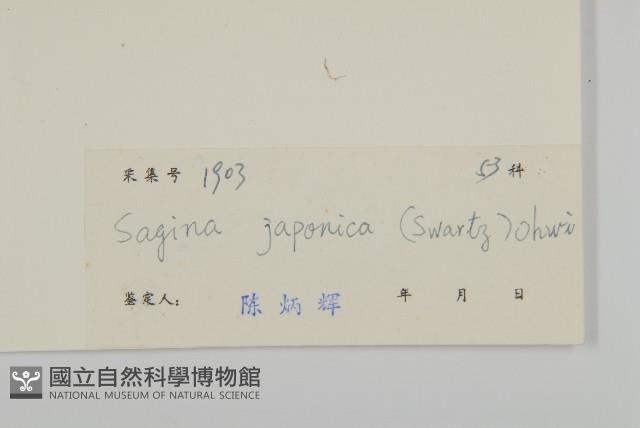 采集号 1903 53 科
Sagina japonica (Swartz) Ohwi
鉴定人: 陈炳辉 年 月 日
國立自然科學博物館
NATIONAL MUSEUM OF NATURAL SCIENCE